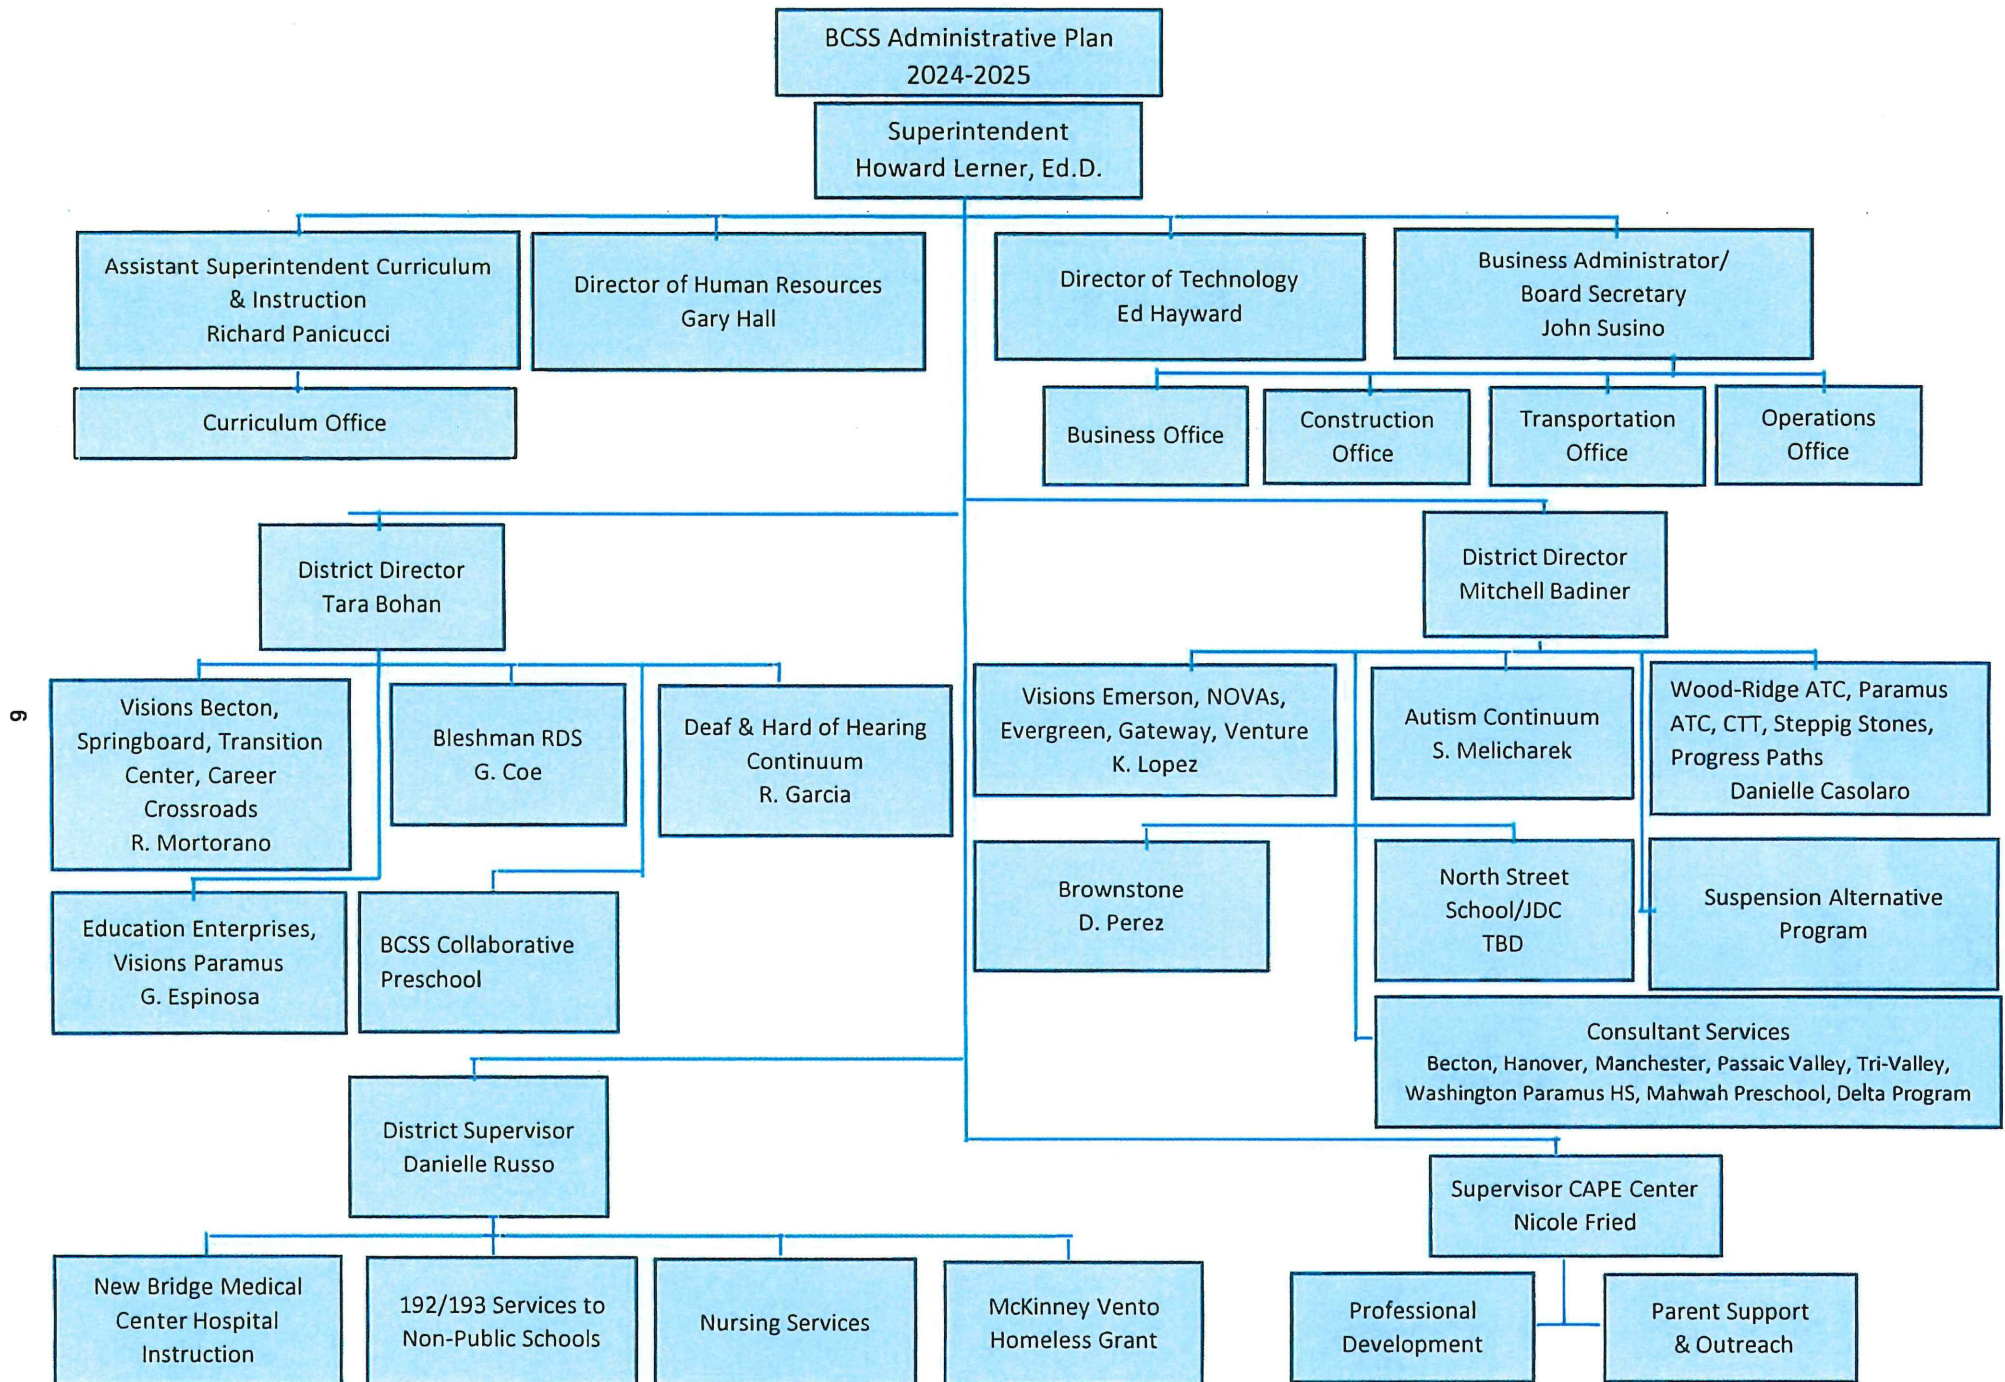 BCSS Administrative Plan
2024-2025
Superintendent
Howard Lerner, Ed.D.
Assistant Superintendent Curriculum
& Instruction
Richard Panicucci
Director of Human Resources
Gary Hall
Director of Technology
Ed Hayward
Business Administrator/
Board Secretary
John Susino
Curriculum Office
Business Office
Construction
Office
Transportation
Office
Operations
Office
District Director
Tara Bohan
District Director
Mitchell Badiner
Visions Becton,
Springboard, Transition
Center, Career
Crossroads
R. Mortorano
Bleshman RDS
G. Coe
Deaf & Hard of Hearing
Continuum
R. Garcia
Visions Emerson, NOVAs,
Evergreen, Gateway, Venture
K. Lopez
Autism Continuum
S. Melicharek
Wood-Ridge ATC, Paramus
ATC, CTT, Steppig Stones,
Progress Paths
Danielle Casolaro
Education Enterprises,
Visions Paramus
G. Espinosa
BCSS Collaborative
Preschool
Brownstone
D. Perez
North Street
School/JDC
TBD
Suspension Alternative
Program
Consultant Services
Becton, Hanover, Manchester, Passaic Valley, Tri-Valley,
Washington Paramus HS, Mahwah Preschool, Delta Program
District Supervisor
Danielle Russo
Supervisor CAPE Center
Nicole Fried
New Bridge Medical
Center Hospital
Instruction
192/193 Services to
Non-Public Schools
Nursing Services
McKinney Vento
Homeless Grant
Professional
Development
Parent Support
& Outreach
9